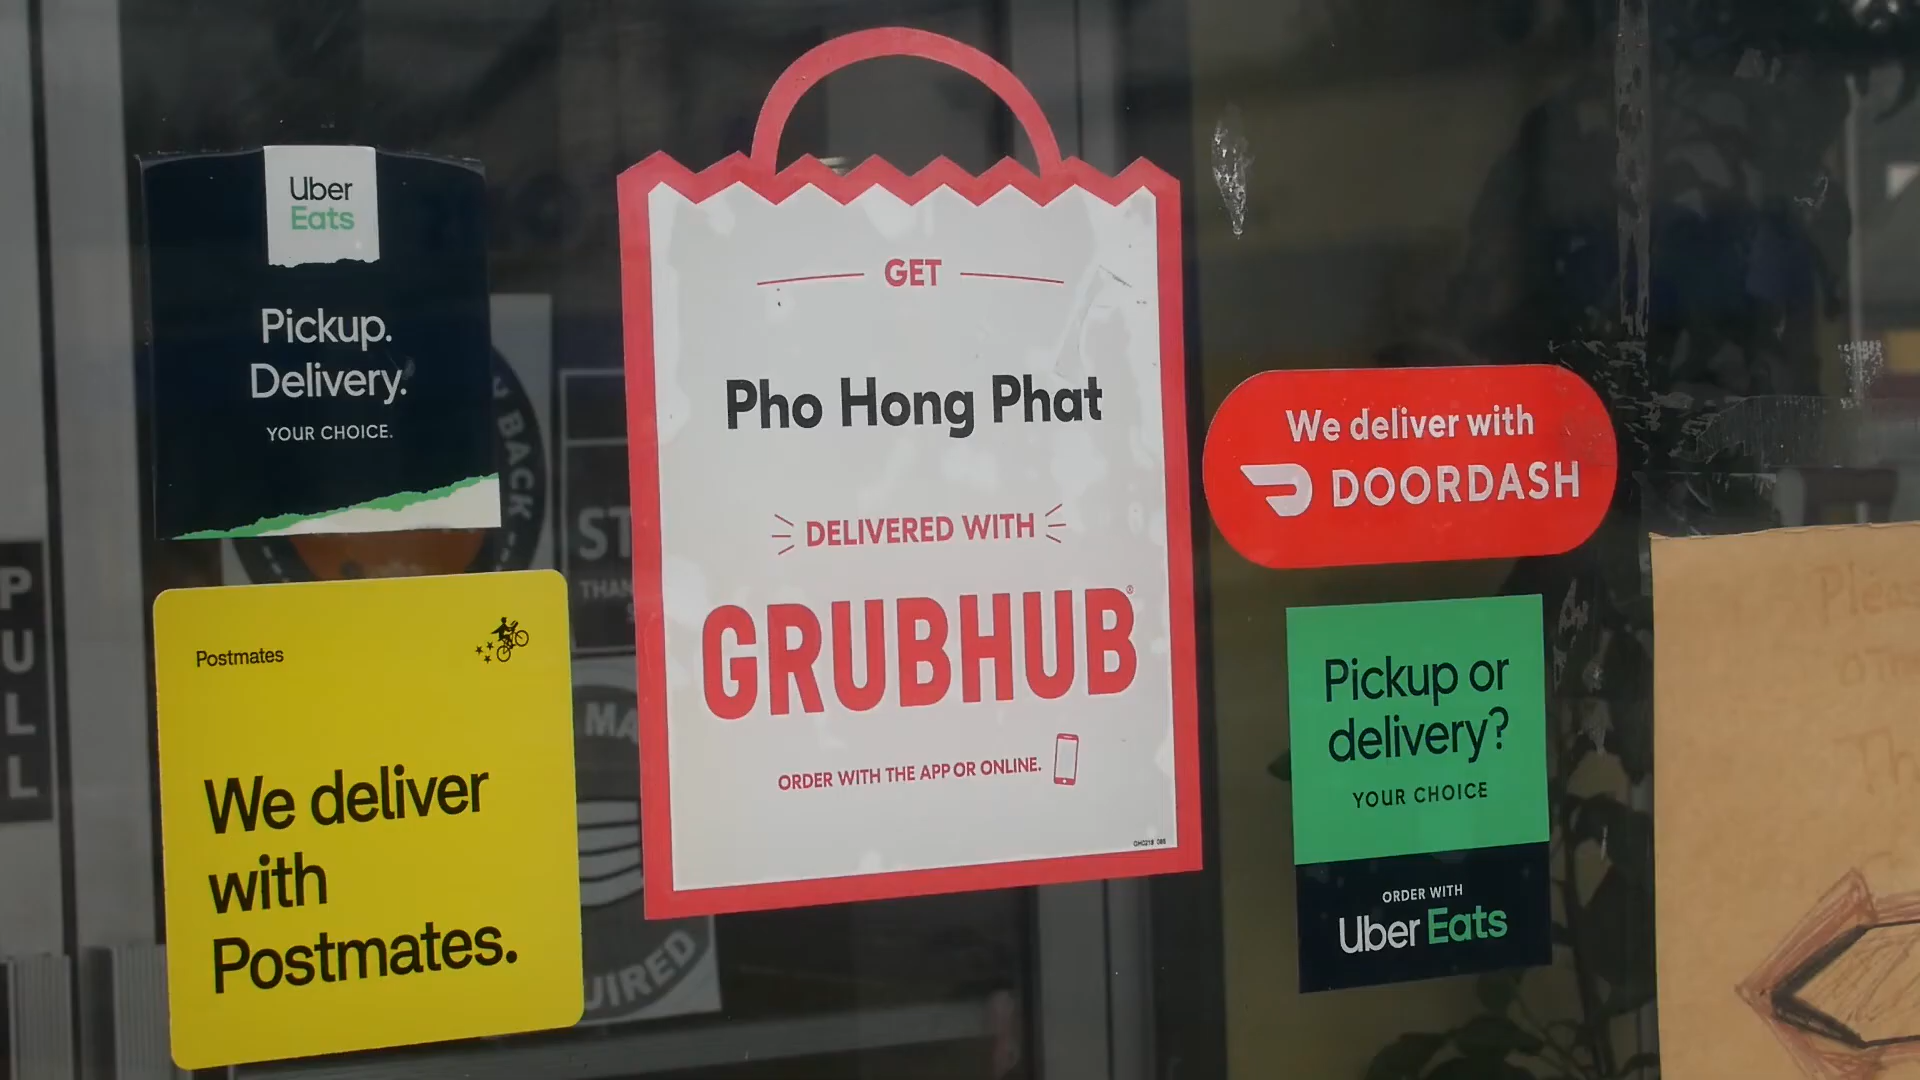 Uber
Eats
Pickup.
Delivery.
YOUR CHOICE.
Postmates
We deliver
with
Postmates.
GET
Pho Hong Phat
DELIVERED WITH
GRUBHUB®
ORDER WITH THE APP OR ONLINE.
We deliver with
DOORDASH
Pickup or
delivery?
YOUR CHOICE
ORDER WITH
Uber Eats
PULL
BACK